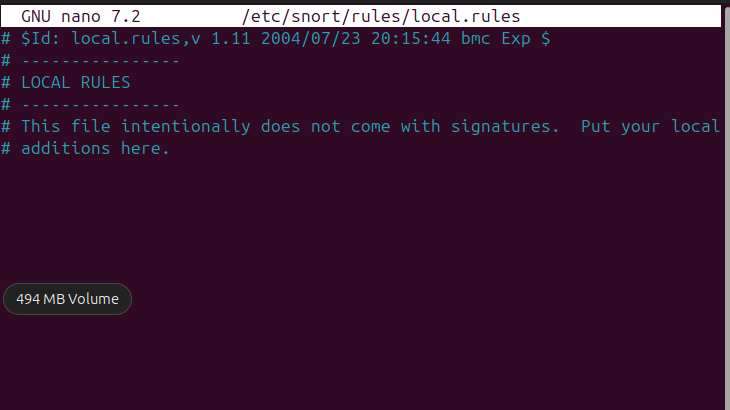 GNU nano 7.2 /etc/snort/rules/local.rules
# $Id: local.rules,v 1.11 2004/07/23 20:15:44 bmc Exp $
# ----------------
# LOCAL RULES
# ----------------
# This file intentionally does not come with signatures.  Put your local
# additions here.
494 MB Volume